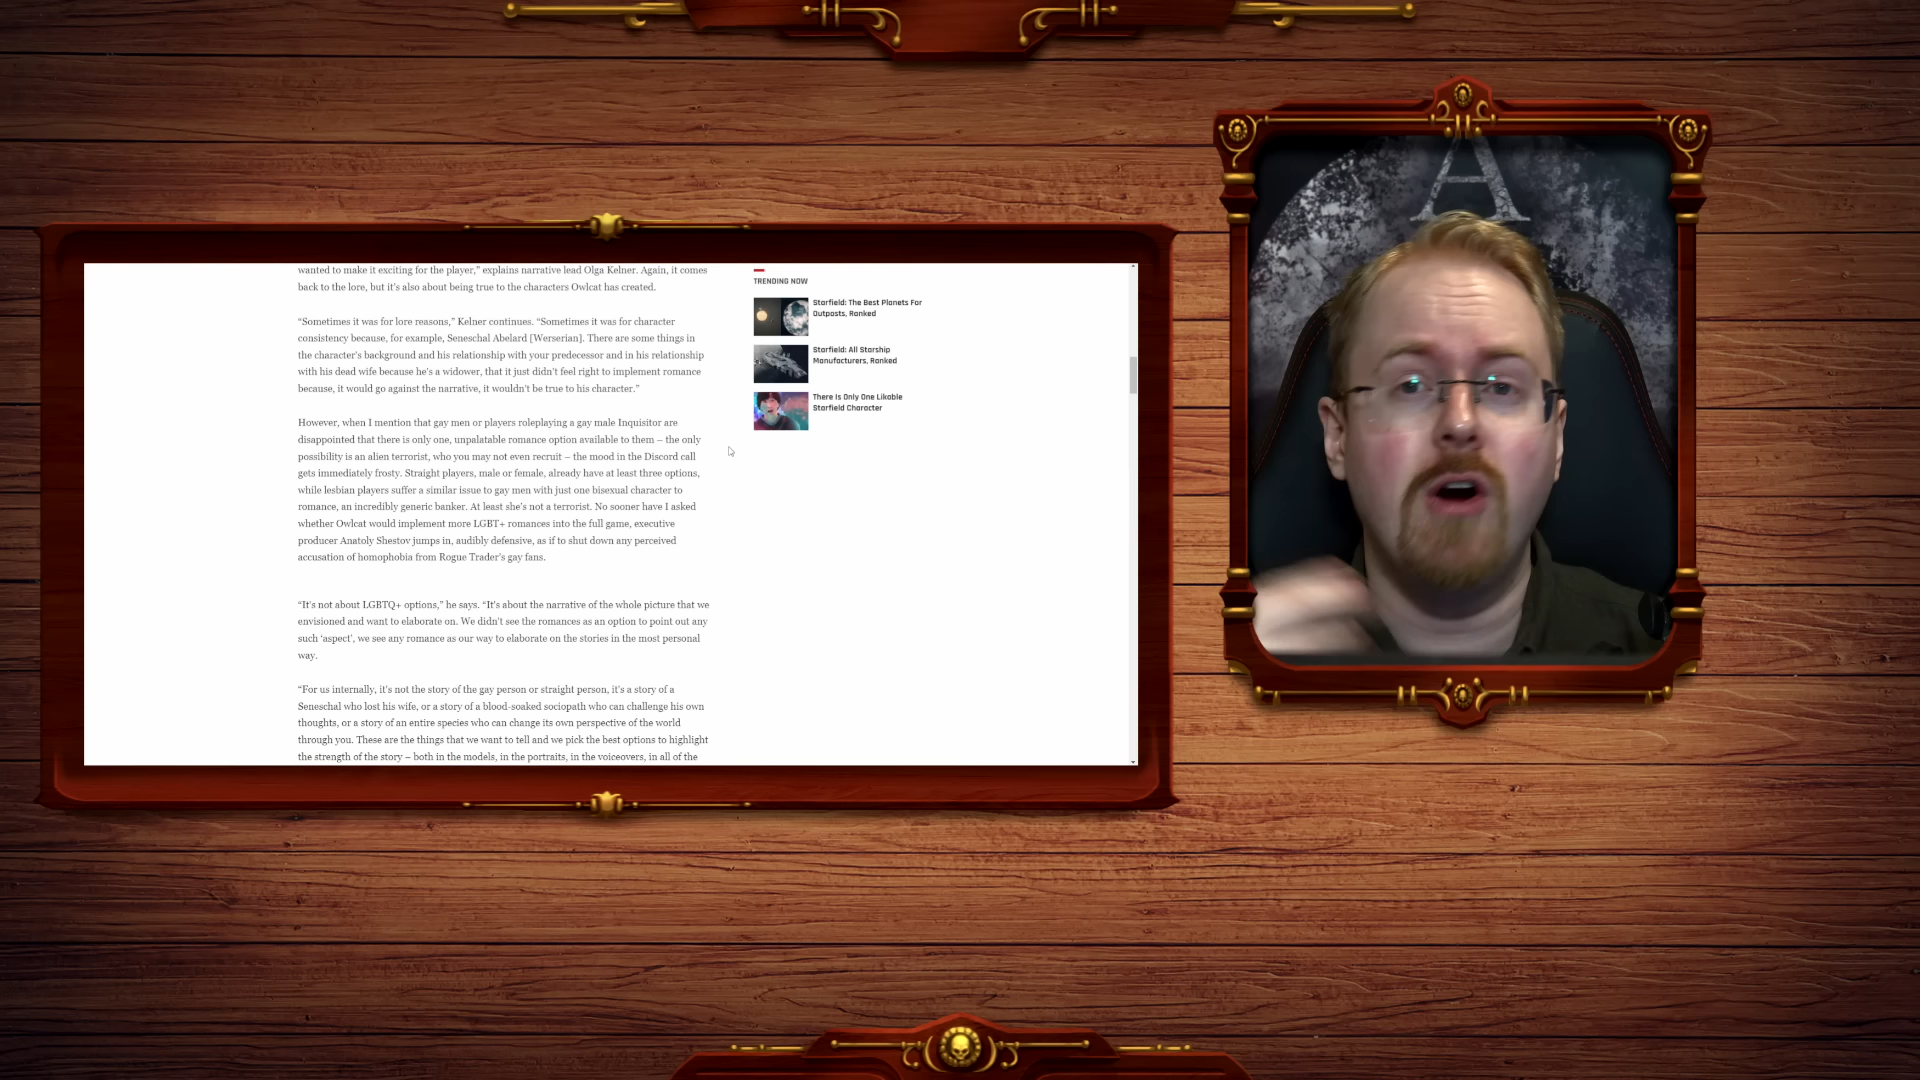 A
wanted to make it exciting for the player,” explains narrative lead Olga Kelner. Again, it comes
back to the lore, but it's also about being true to the characters Owlcat has created.
“Sometimes it was for lore reasons,” Kelner continues. “Sometimes it was for character
consistency because, for example, Seneschal Abelard [Werserian]. There are some things in
the character's background and his relationship with your predecessor and in his relationship
with his dead wife because he's a widower, that it just didn't feel right to implement romance
because, it would go against the narrative, it wouldn't be true to his character.”
However, when I mention that gay men or players roleplaying a gay male Inquisitor are
disappointed that there is only one, unpalatable romance option available to them – the only
possibility is an alien terrorist, who you may not even recruit – the mood in the Discord call
gets immediately frosty. Straight players, male or female, already have at least three options,
while lesbian players suffer a similar issue to gay men with just one bisexual character to
romance, an incredibly generic banker. At least she's not a terrorist. No sooner have I asked
whether Owlcat would implement more LGBT+ romances into the full game, executive
producer Anatoly Shestov jumps in, audibly defensive, as if to shut down any perceived
accusation of homophobia from Rogue Trader's gay fans.
“It's not about LGBTQ+ options,” he says. “It's about the narrative of the whole picture that we
envisioned and want to elaborate on. We didn't see the romances as an option to point out any
such ‘aspect’, we see any romance as our way to elaborate on the stories in the most personal
way.
“For us internally, it's not the story of the gay person or straight person, it's a story of a
Seneschal who lost his wife, or a story of a blood-soaked sociopath who can challenge his own
thoughts, or a story of an entire species who can change its own perspective of the world
through you. These are the things that we want to tell and we pick the best options to highlight
the strength of the story – both in the models, in the portraits, in the voiceovers, in all of the
TRENDING NOW
Starfield: The Best Planets For
Outposts, Ranked
Starfield: All Starship
Manufacturers, Ranked
There Is Only One Likable
Starfield Character